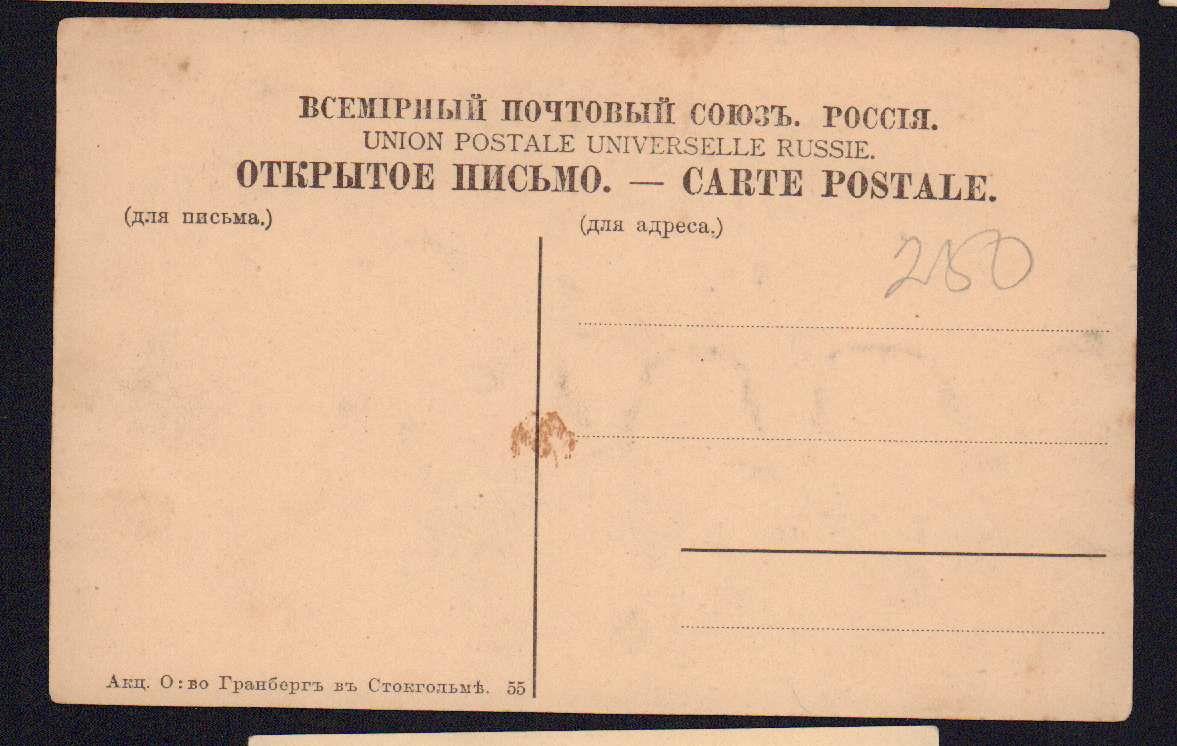 ВСЕМІРНЫЙ ПОЧТОВЫЙ СОЮЗЪ. РОССІЯ.
UNION POSTALE UNIVERSELLE RUSSIE.
ОТКРЫТОЕ ПИСЬМО. — CARTE POSTALE.
(для письма.)
(для адреса.)
250
Акц. О:во Гранбергъ въ Стокгольмѣ. 55